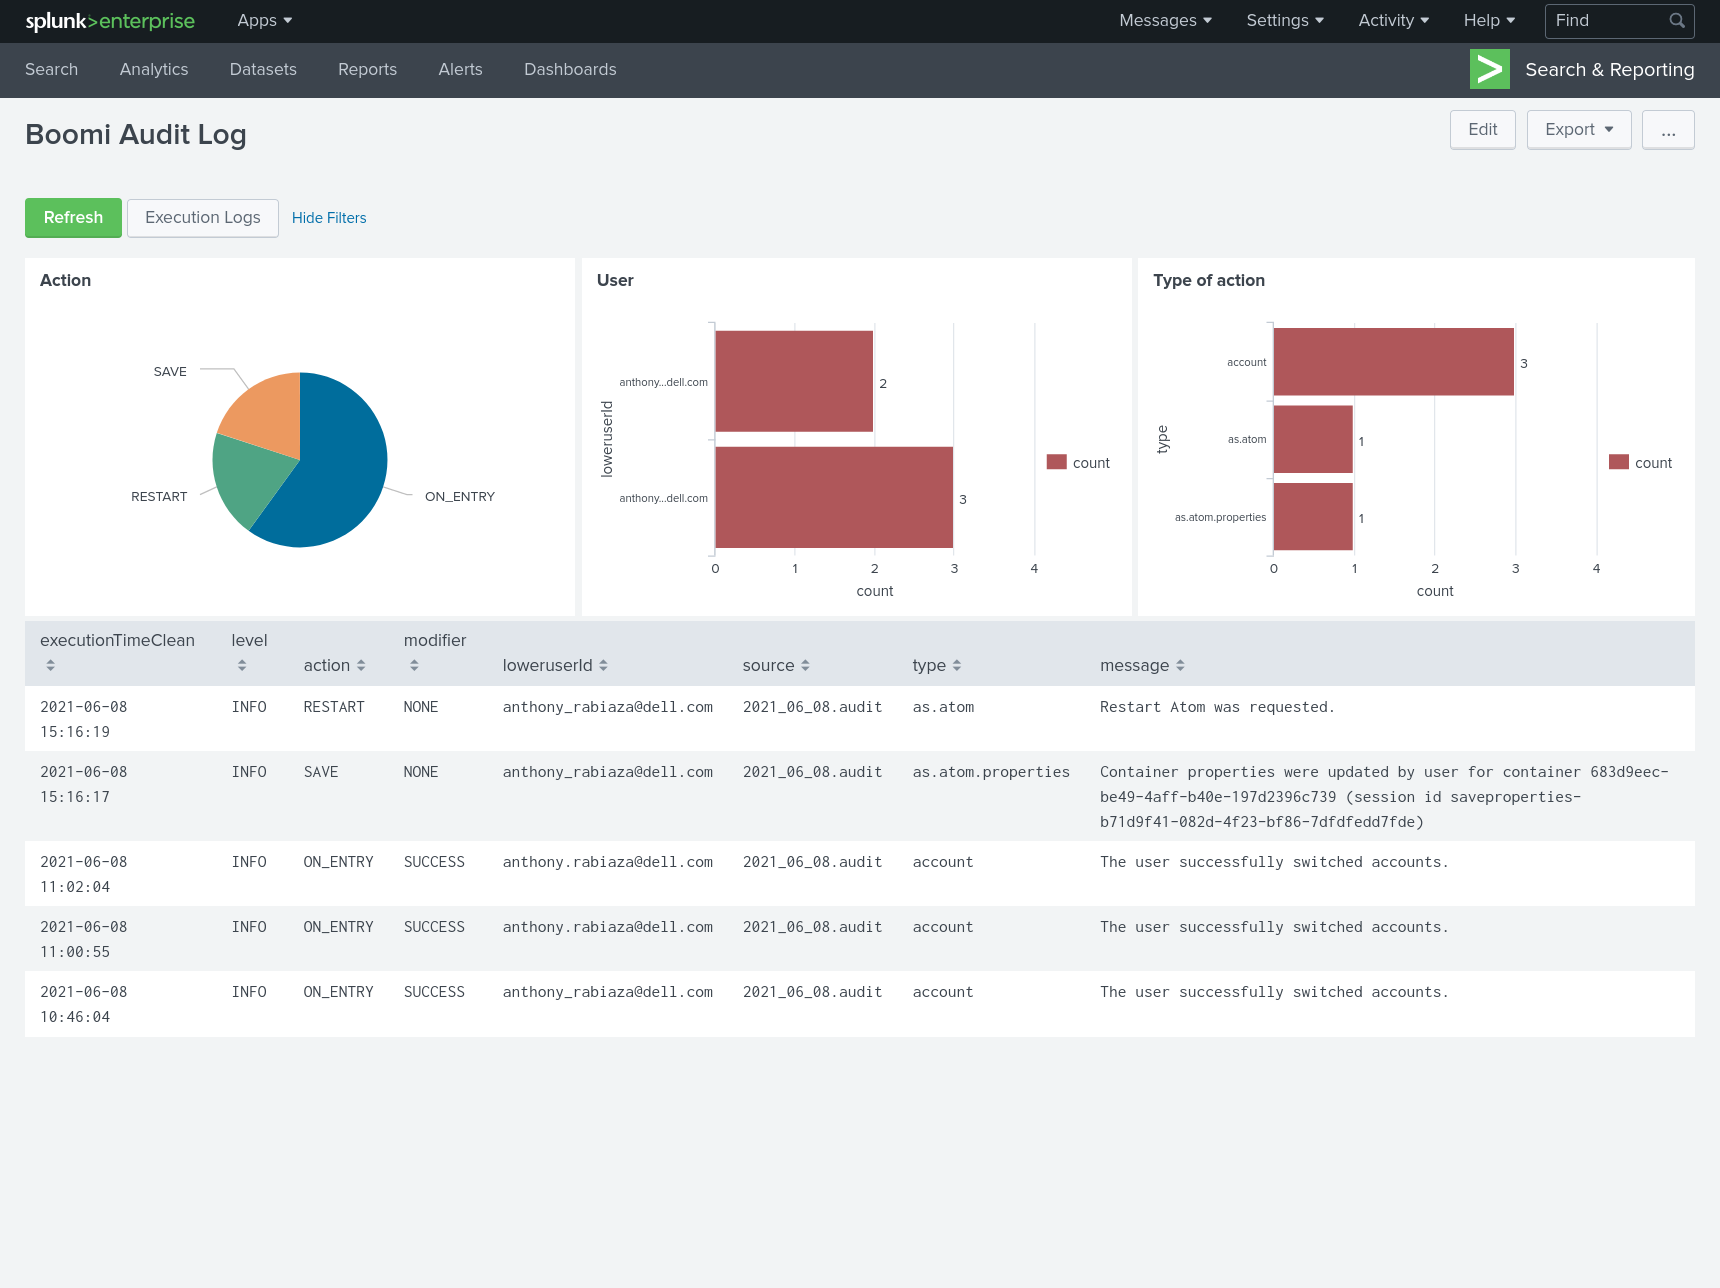 splunk>enterprise Apps Messages Settings Activity Help Find
Search Analytics Datasets Reports Alerts Dashboards Search & Reporting
Boomi Audit Log Edit Export ...
Refresh Execution Logs Hide Filters
Action
SAVE
RESTART
ON_ENTRY
User
loweruserId
anthony...dell.com
2
anthony...dell.com
3
count
0 1 2 3 4
count
Type of action
type
account
3
as.atom
1
as.atom.properties
1
count
0 1 2 3 4
count
executionTimeClean level action modifier loweruserId source type message
2021-06-08 INFO RESTART NONE anthony_rabiaza@dell.com 2021_06_08.audit as.atom Restart Atom was requested.
15:16:19
2021-06-08 INFO SAVE NONE anthony_rabiaza@dell.com 2021_06_08.audit as.atom.properties Container properties were updated by user for container 683d9eec-
15:16:17 be49-4aff-b40e-197d2396c739 (session id saveproperties-
b71d9f41-082d-4f23-bf86-7dfdfedd7fde)
2021-06-08 INFO ON_ENTRY SUCCESS anthony.rabiaza@dell.com 2021_06_08.audit account The user successfully switched accounts.
11:02:04
2021-06-08 INFO ON_ENTRY SUCCESS anthony.rabiaza@dell.com 2021_06_08.audit account The user successfully switched accounts.
11:00:55
2021-06-08 INFO ON_ENTRY SUCCESS anthony_rabiaza@dell.com 2021_06_08.audit account The user successfully switched accounts.
10:46:04